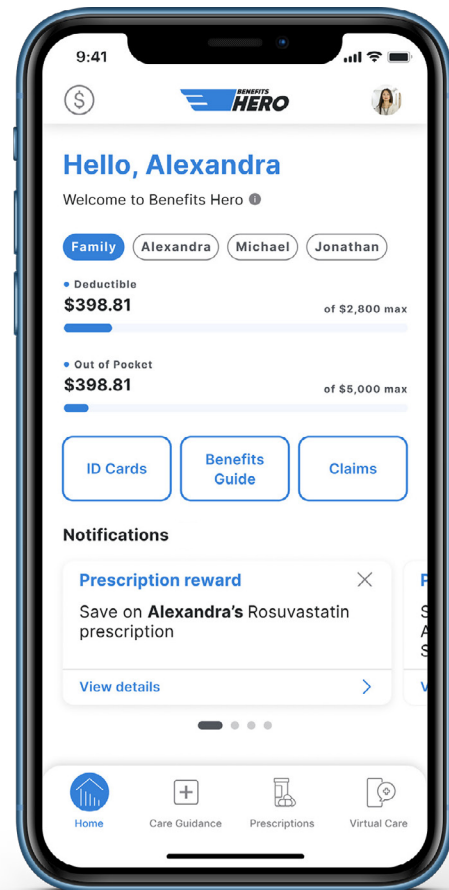 9:41
$
BENEFITS
HERO
Hello, Alexandra
Welcome to Benefits Hero
Family Alexandra Michael Jonathan
Deductible
$398.81 of $2,800 max
Out of Pocket
$398.81 of $5,000 max
ID Cards Benefits Guide Claims
Notifications
Prescription reward
Save on Alexandra's Rosuvastatin
prescription
View details
Home Care Guidance Prescriptions Virtual Care